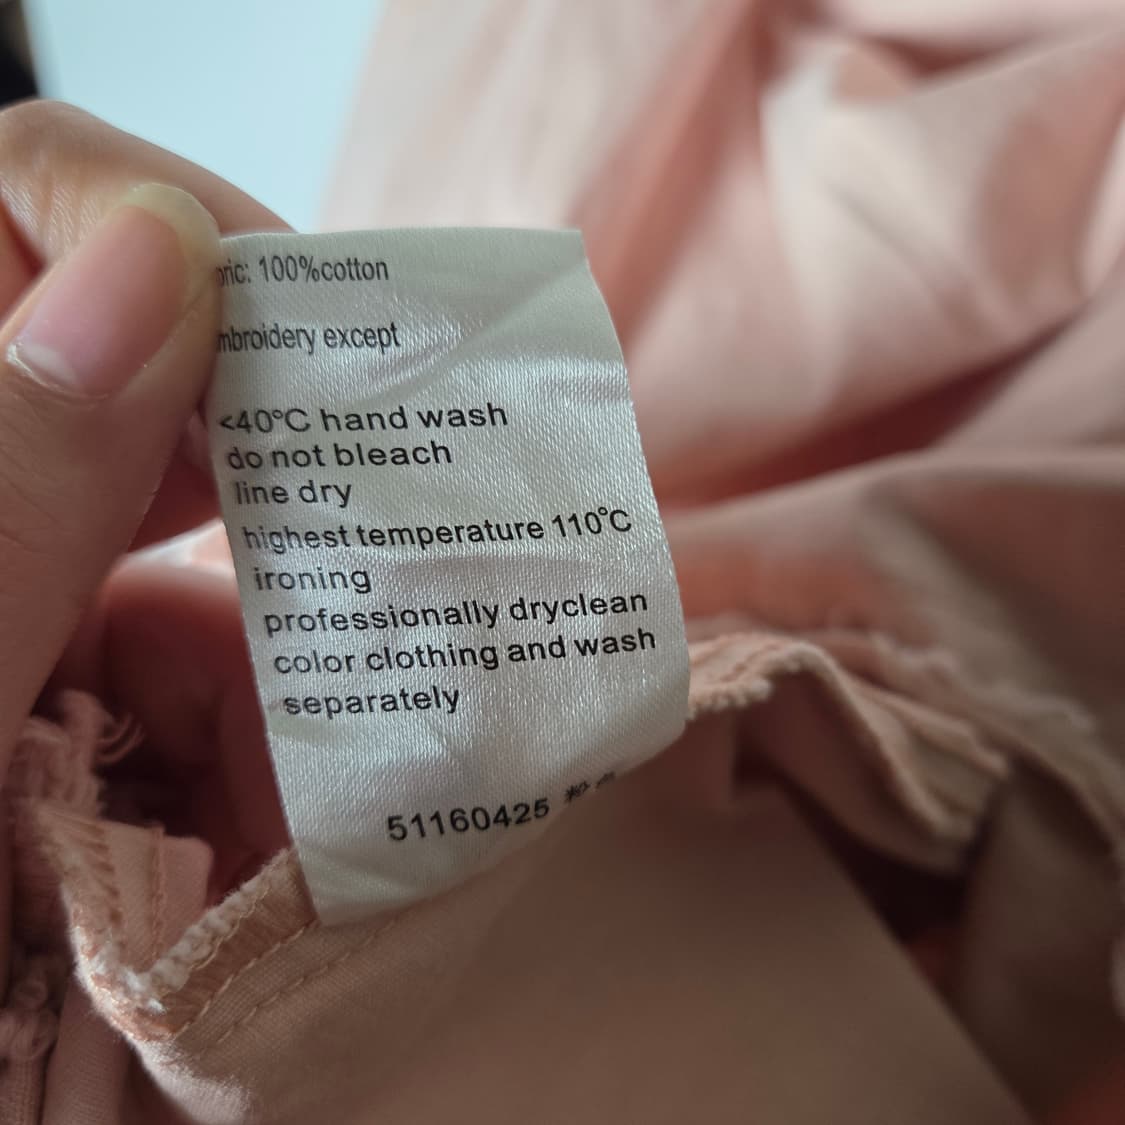 bric: 100%cotton
mbroidery except
<40°C hand wash
do not bleach
line dry
highest temperature 110°C
ironing
professionally dryclean
color clothing and wash
separately
51160425